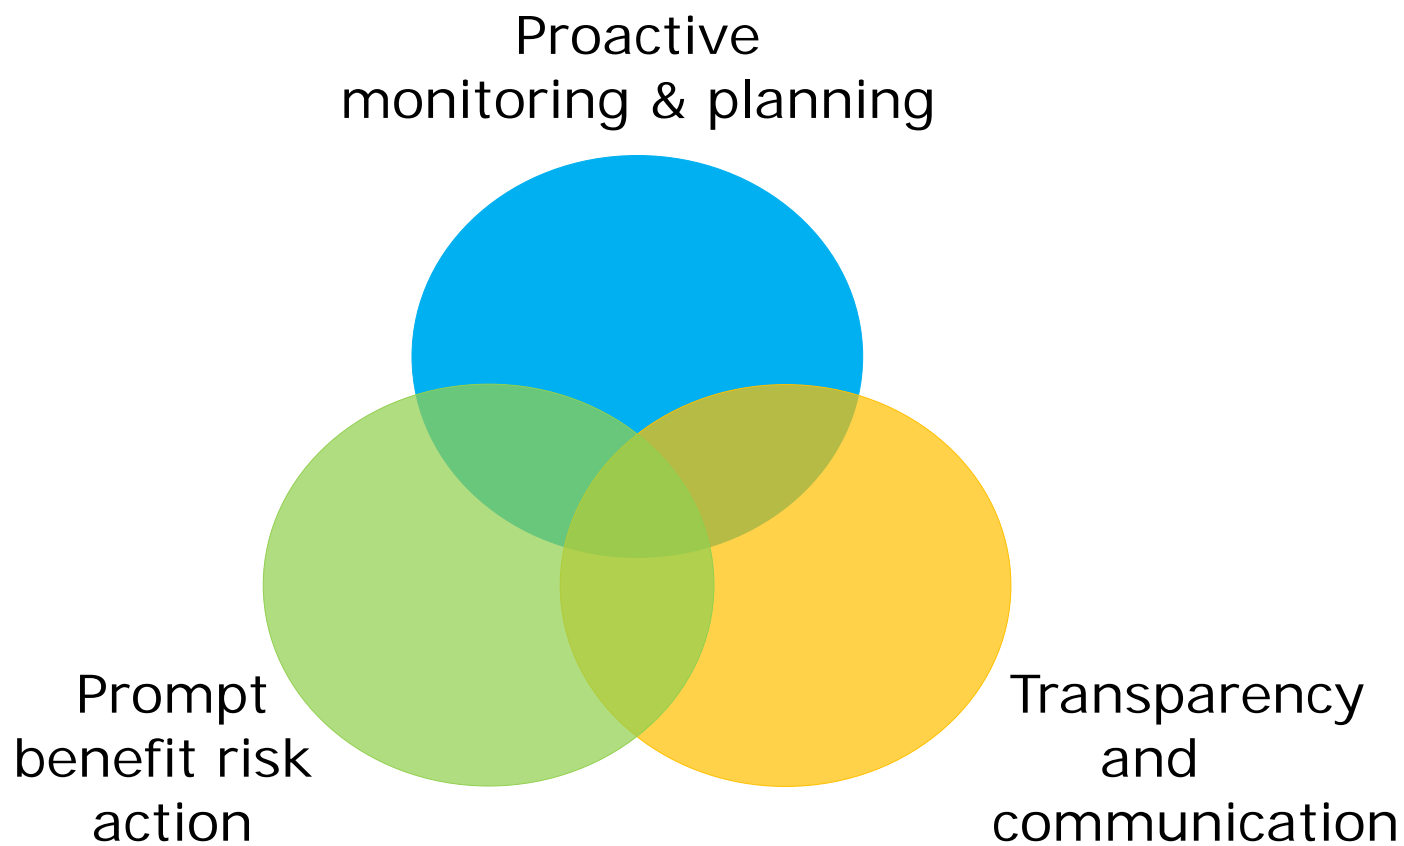 Proactive
monitoring & planning
Prompt
benefit risk
action
Transparency
and
communication